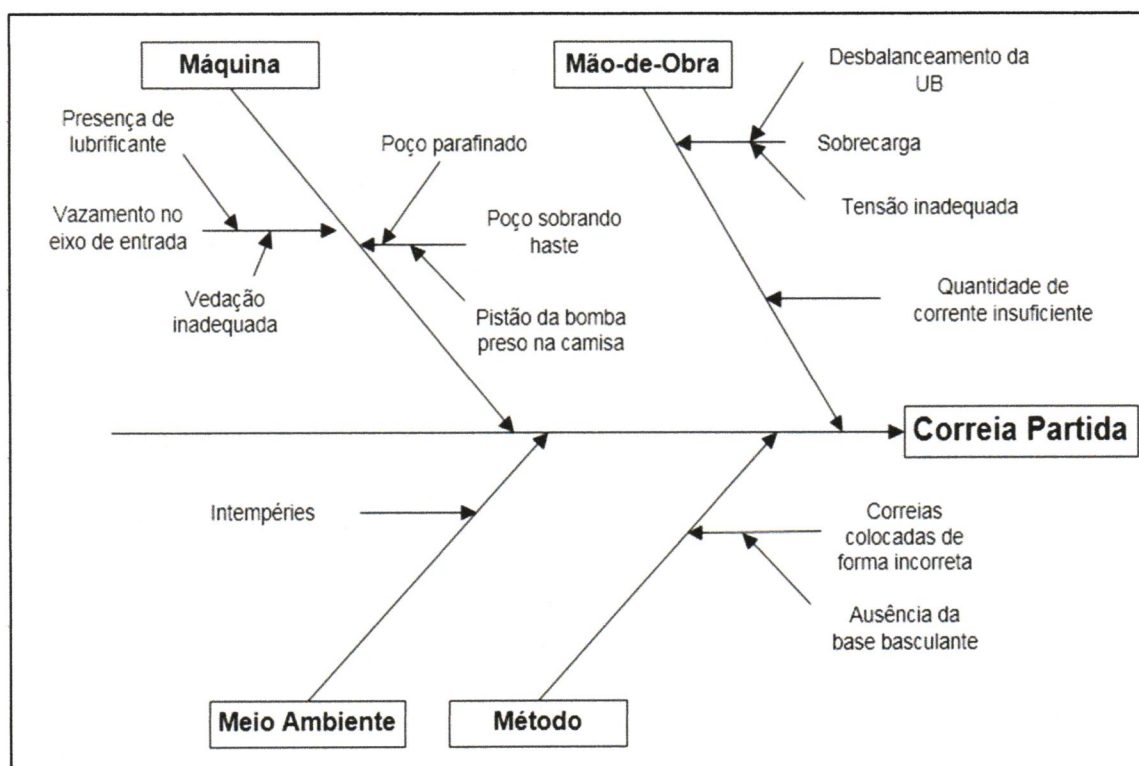 Máquina
Mão-de-Obra
Desbalanceamento da
UB
Presença de
lubrificante
Poço parafinado
Sobrecarga
Vazamento no
eixo de entrada
Poço sobrando
haste
Tensão inadequada
Vedação
inadequada
Pistão da bomba
preso na camisa
Quantidade de
corrente insuficiente
Correia Partida
Intempéries
Correias
colocadas de
forma incorreta
Ausência da
base basculante
Meio Ambiente
Método